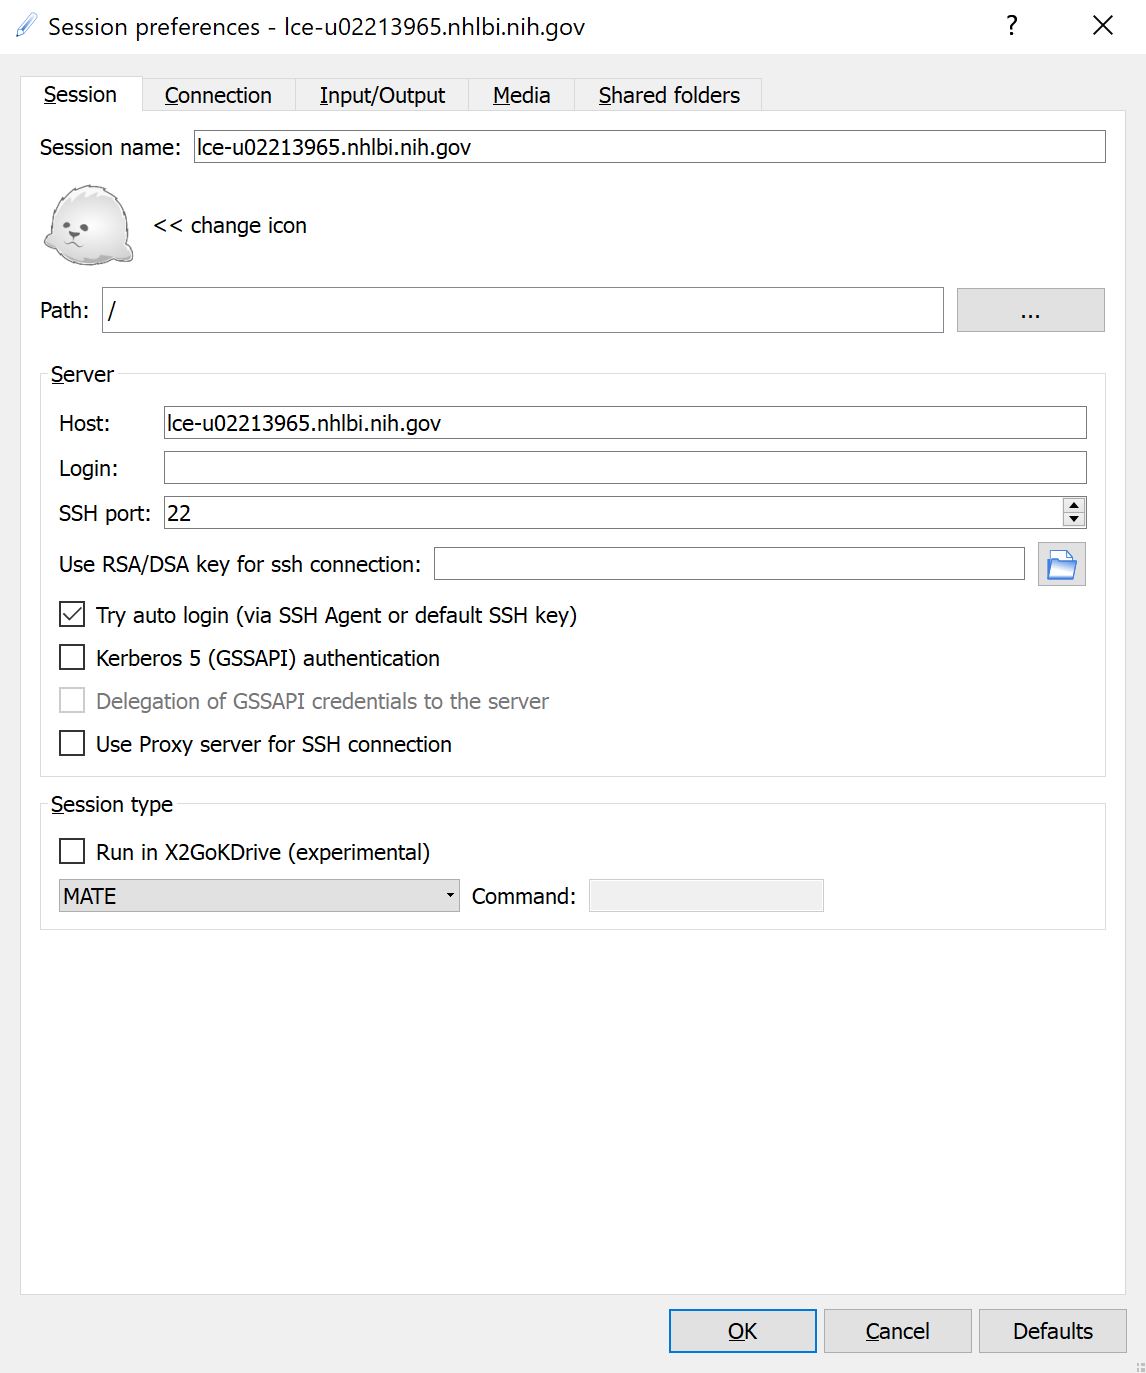 Session preferences - lce-u02213965.nhlbi.nih.gov ?
Session Connection Input/Output Media Shared folders
Session name: lce-u02213965.nhlbi.nih.gov
<< change icon
Path: / ...
Server
Host: lce-u02213965.nhlbi.nih.gov
Login:
SSH port: 22
Use RSA/DSA key for ssh connection:
Try auto login (via SSH Agent or default SSH key)
Kerberos 5 (GSSAPI) authentication
Delegation of GSSAPI credentials to the server
Use Proxy server for SSH connection
Session type
Run in X2GoKDrive (experimental)
MATE Command:
OK Cancel Defaults